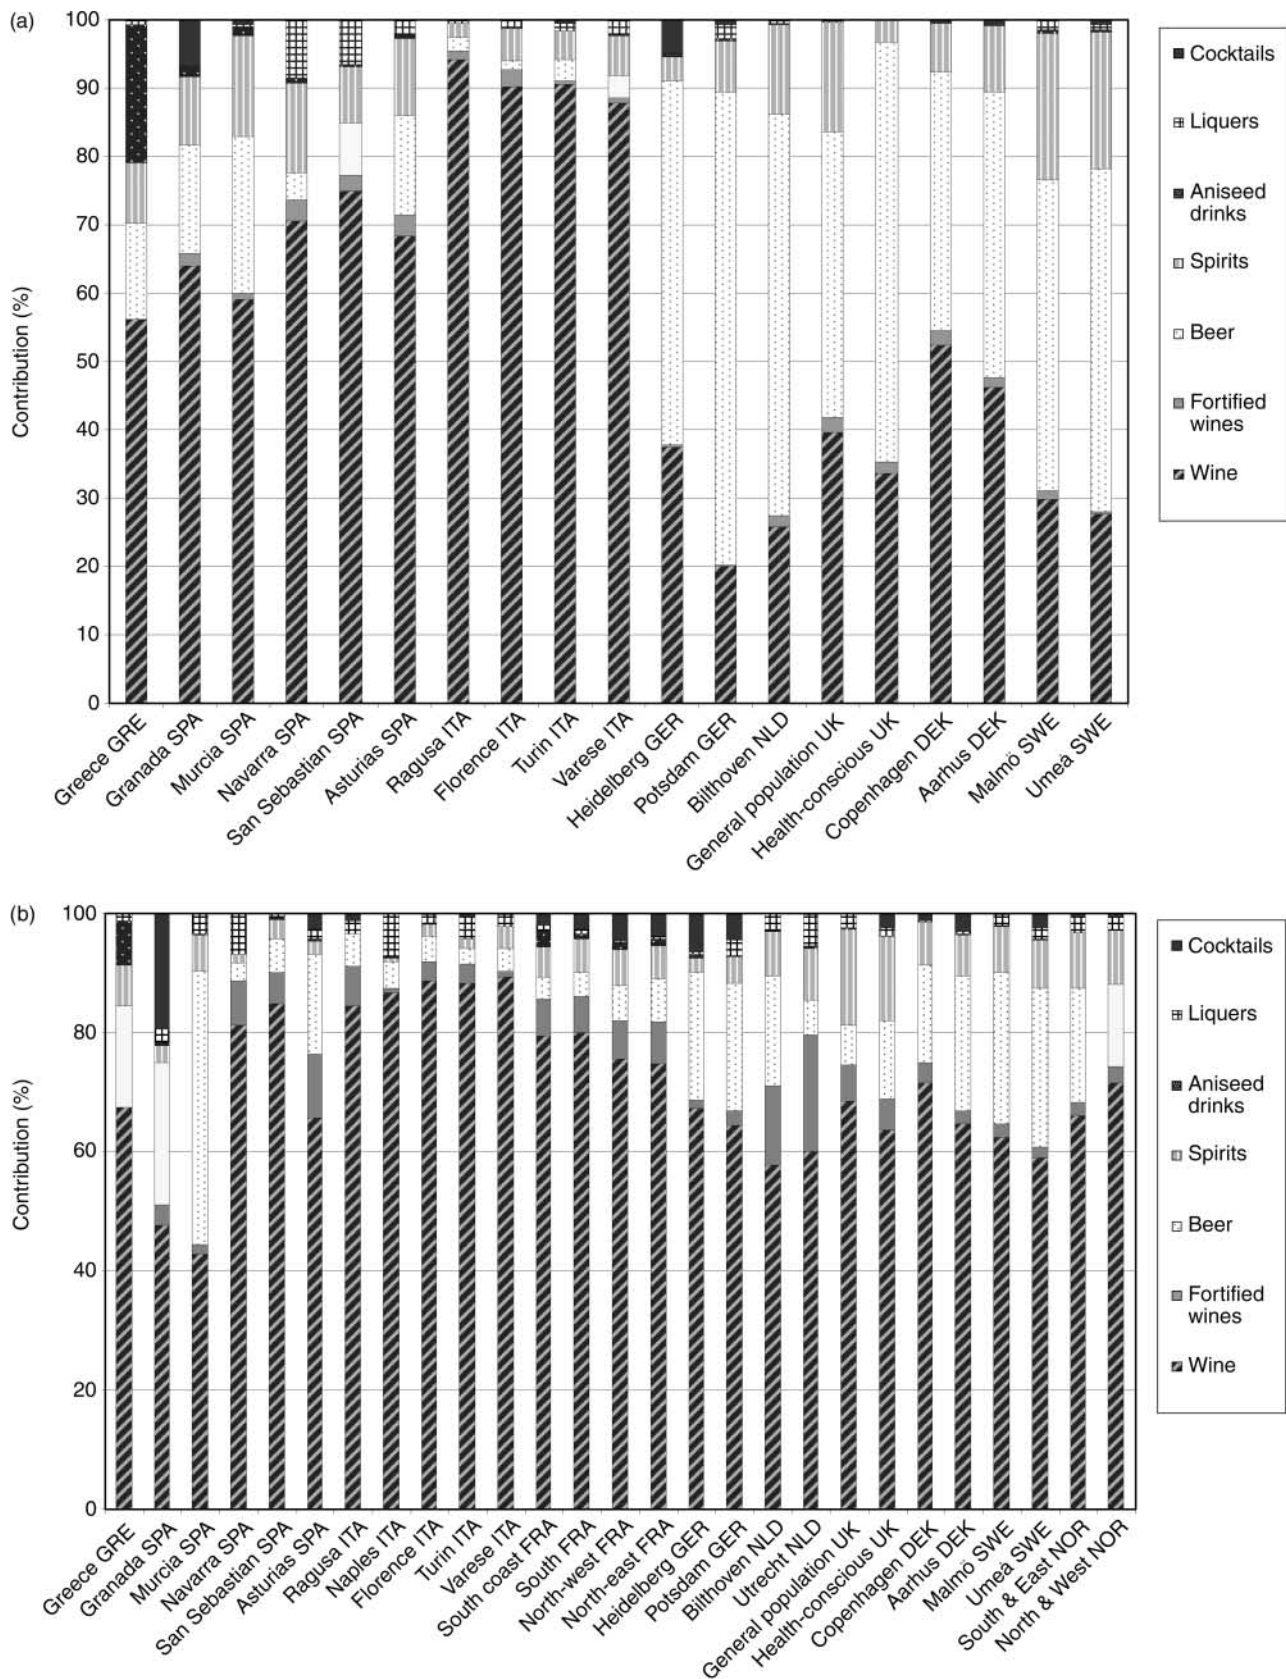 (a)
100
90
80
70
60
50
40
30
20
10
0
Contribution (%)
Greece GRE
Granada SPA
Murcia SPA
Navarra SPA
San Sebastian SPA
Asturias SPA
Ragusa ITA
Florence ITA
Turin ITA
Varese ITA
Heidelberg GER
Potsdam GER
Bilthoven NLD
General population UK
Health-conscious UK
Copenhagen DEK
Aarhus DEK
Malmö SWE
Umeå SWE
Cocktails
Liquers
Aniseed
drinks
Spirits
Beer
Fortified
wines
Wine
(b)
100
80
60
40
20
0
Contribution (%)
Greece GRE
Granada SPA
Murcia SPA
Navarra SPA
San Sebastian SPA
Asturias SPA
Ragusa ITA
Naples ITA
Florence ITA
Turin ITA
Varese ITA
South coast FRA
South FRA
North-west FRA
North-east FRA
Heidelberg GER
Potsdam GER
Bilthoven NLD
Utrecht NLD
General population UK
Health-conscious UK
Copenhagen DEK
Aarhus DEK
Malmö SWE
Umeå SWE
South & East NOR
North & West NOR
Cocktails
Liquers
Aniseed
drinks
Spirits
Beer
Fortified
wines
Wine